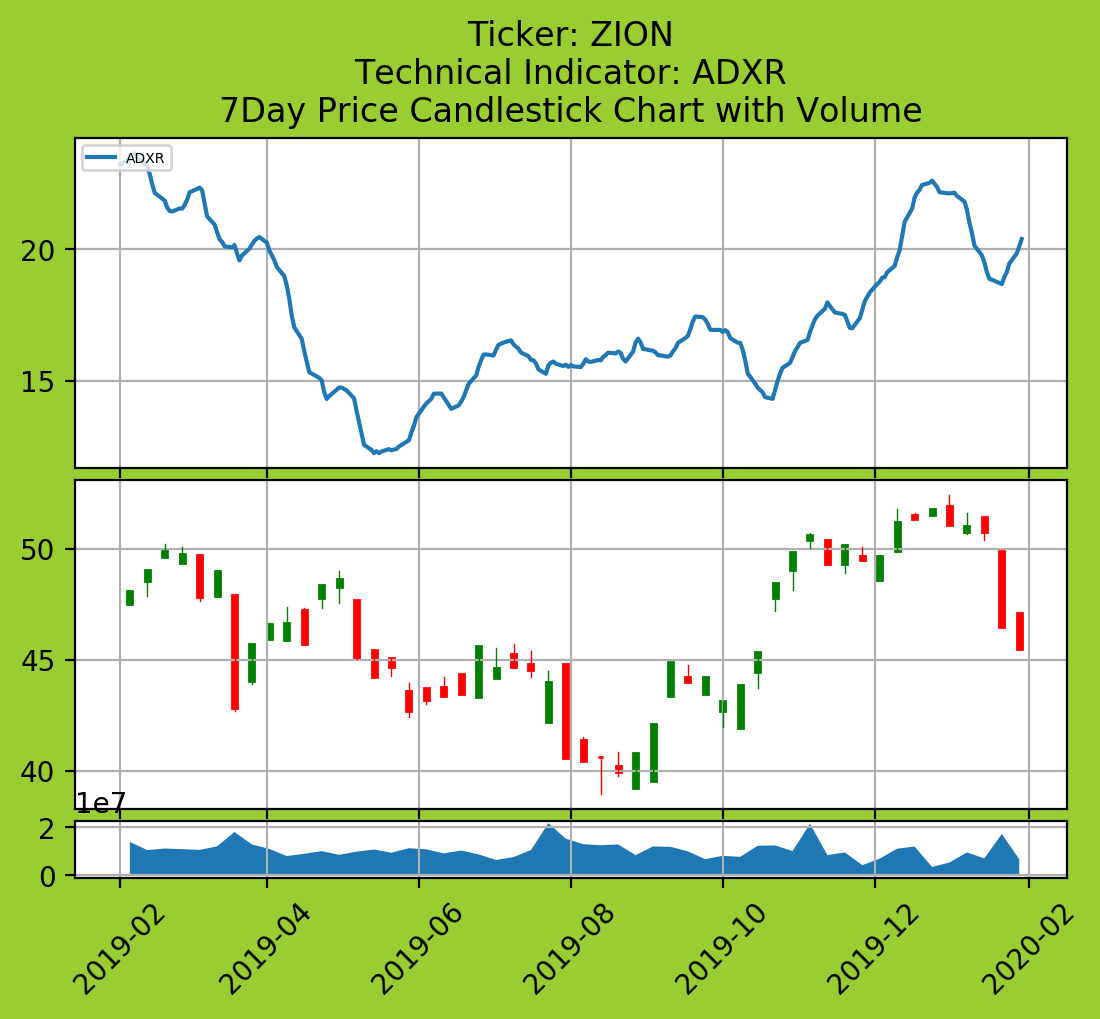 Ticker: ZION
Technical Indicator: ADXR
7Day Price Candlestick Chart with Volume
ADXR
20
15
50
45
40
1e7
2
0
2019-02
2019-04
2019-06
2019-08
2019-10
2019-12
2020-02